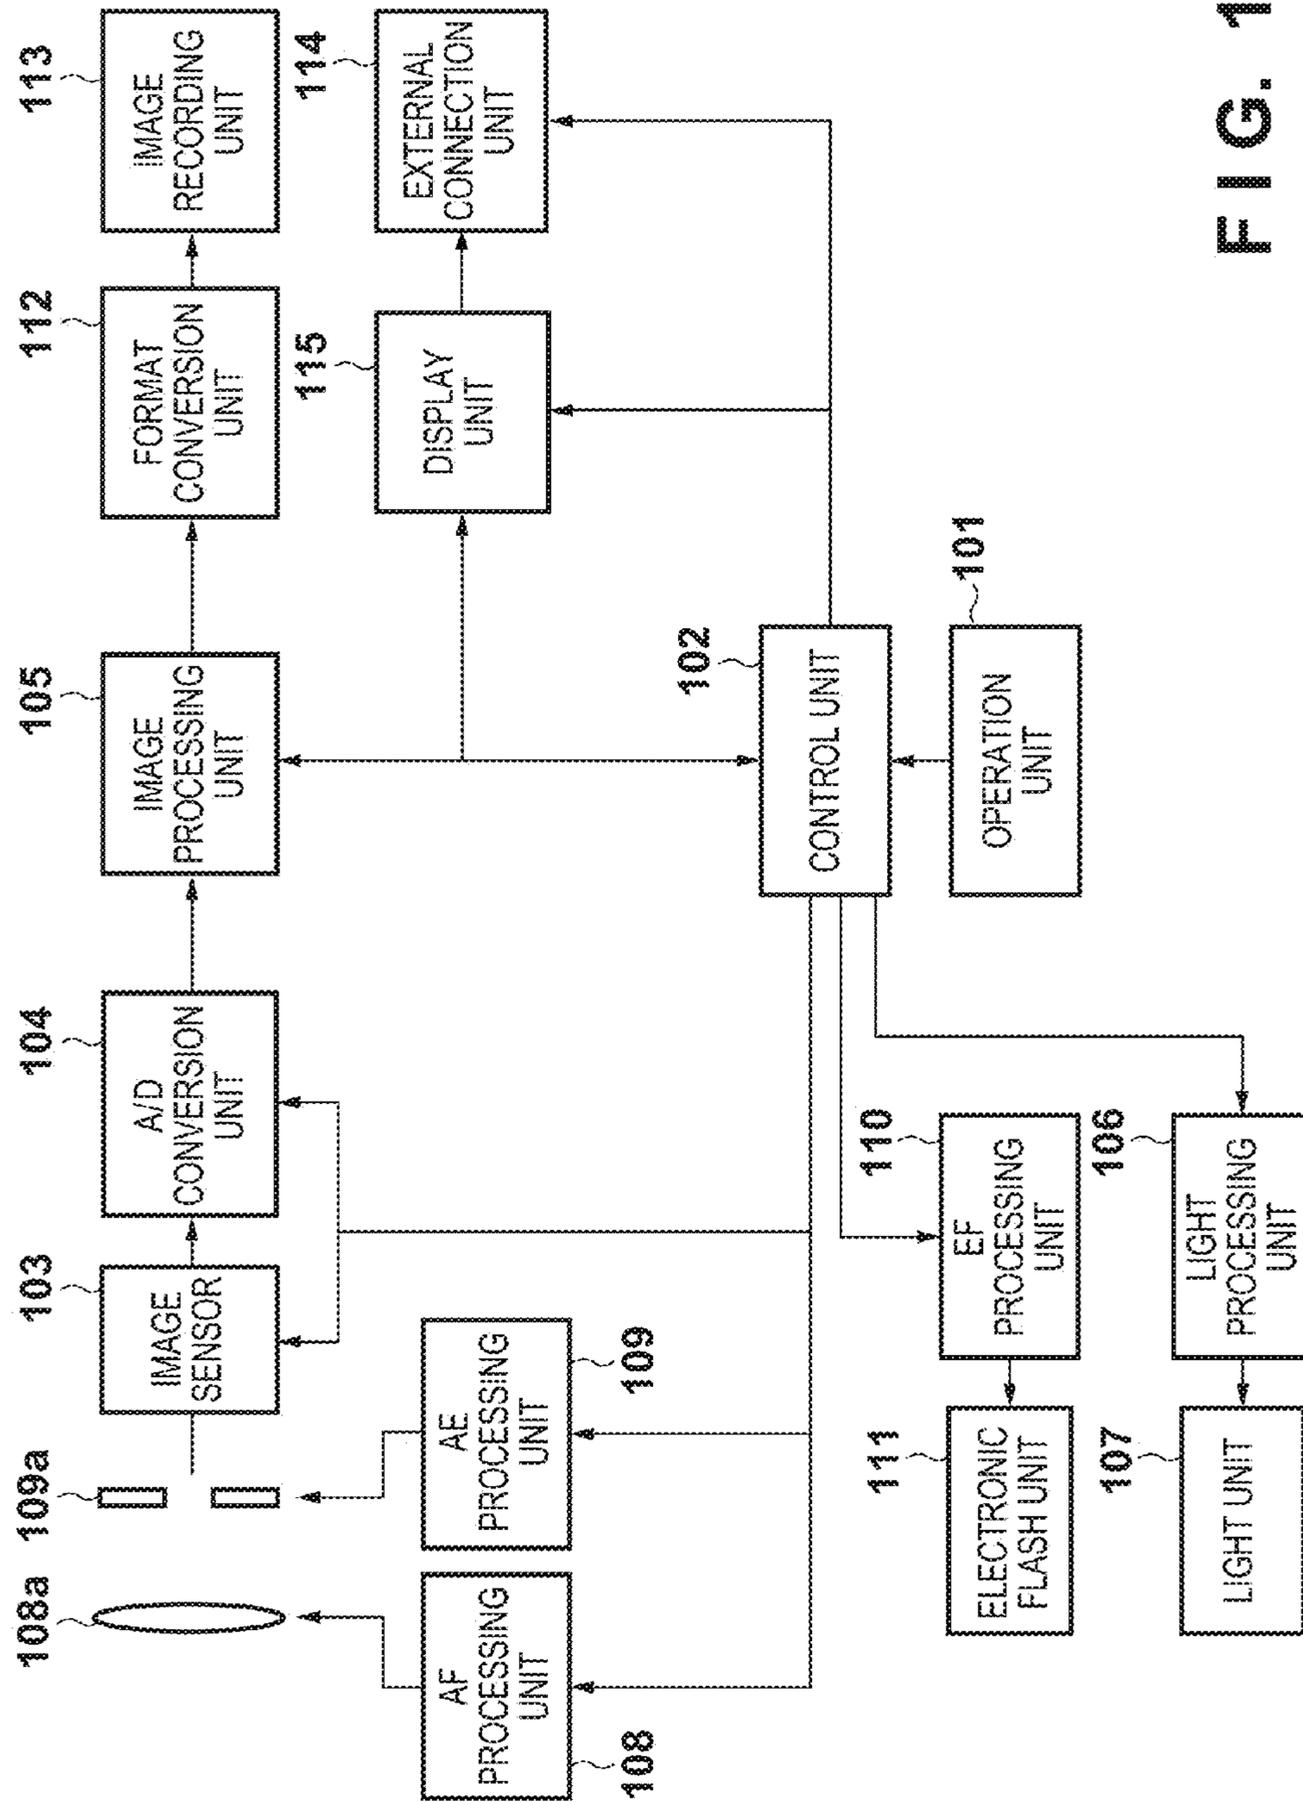 108a
109a
103
IMAGE
SENSOR
104
A/D
CONVERSION
UNIT
105
IMAGE
PROCESSING
UNIT
112
FORMAT
CONVERSION
UNIT
113
IMAGE
RECORDING
UNIT
115
DISPLAY
UNIT
114
EXTERNAL
CONNECTION
UNIT
AF
PROCESSING
UNIT
108
AE
PROCESSING
UNIT
109
102
CONTROL UNIT
101
OPERATION
UNIT
111
ELECTRONIC
FLASH UNIT
110
EF
PROCESSING
UNIT
107
LIGHT UNIT
106
LIGHT
PROCESSING
UNIT
FIG. 1